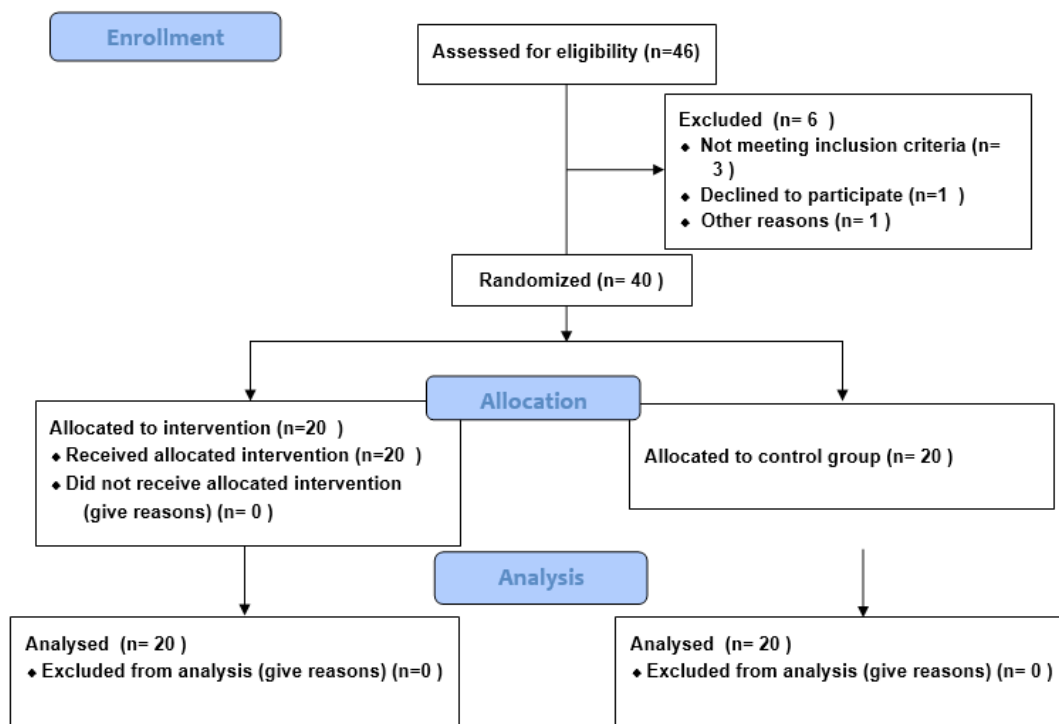 Enrollment
Assessed for eligibility (n=46)
Excluded (n= 6 )
◆ Not meeting inclusion criteria (n=
3 )
◆ Declined to participate (n=1 )
◆ Other reasons (n= 1 )
Randomized (n= 40 )
Allocation
Allocated to intervention (n=20 )
◆ Received allocated intervention (n=20 )
◆ Did not receive allocated intervention
(give reasons) (n= 0 )
Allocated to control group (n= 20 )
Analysis
Analysed (n= 20 )
◆ Excluded from analysis (give reasons) (n=0 )
Analysed (n= 20 )
◆ Excluded from analysis (give reasons) (n= 0 )